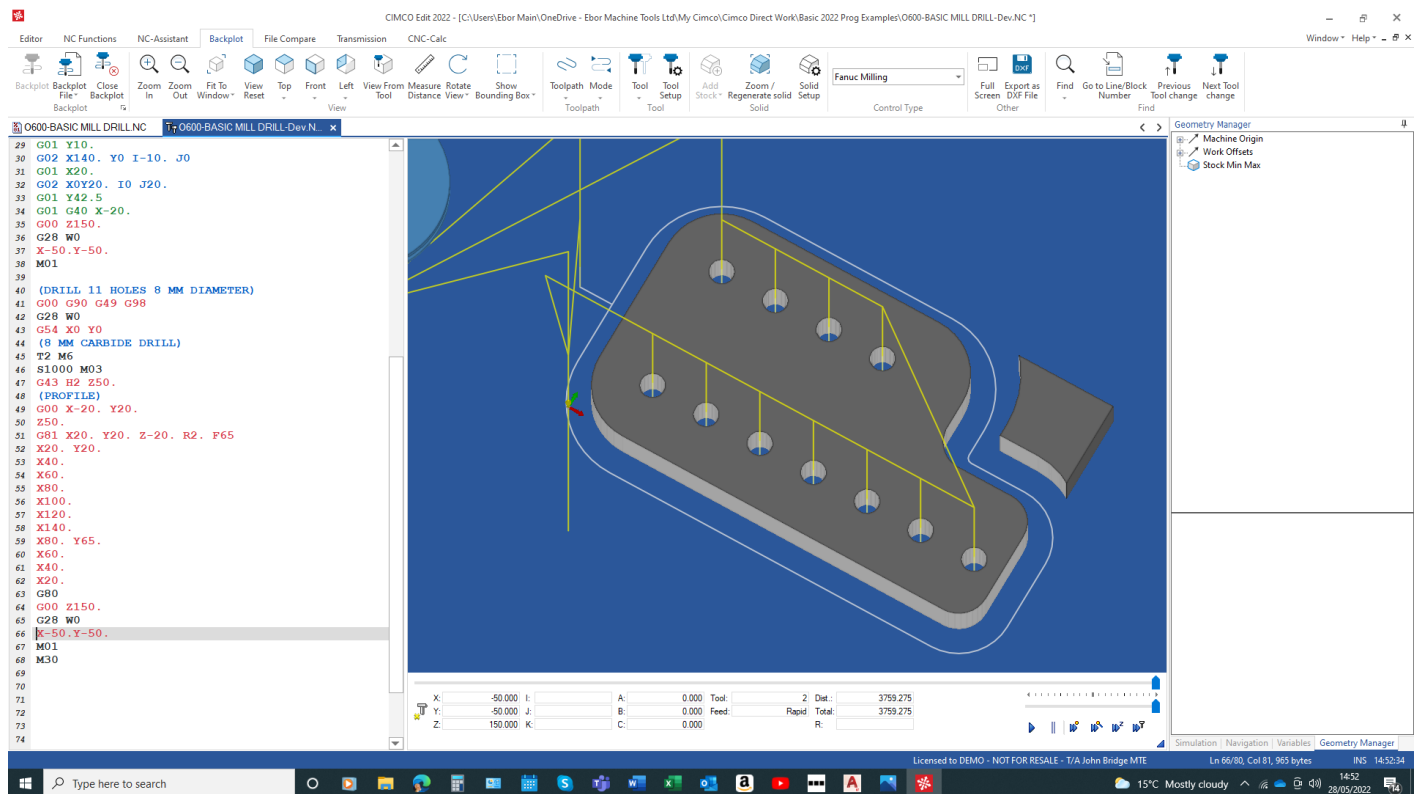 CIMCO Edit 2022 - [C:\Users\Ebor Main\OneDrive - Ebor Machine Tools Ltd\My Cimco\Cimco Direct Work\Basic 2022 Prog Examples\O600-BASIC MILL DRILL-Dev.NC *]
Editor NC Functions NC-Assistant Backplot File Compare Transmission CNC-Calc Window Help
Backplot Backplot File Close Backplot Zoom In Zoom Out Fit To Window View Reset Top Front Left View From Tool Measure Distance Rotate View Show Bounding Box Toolpath Mode Tool Tool Setup Add Stock Zoom / Regenerate solid Solid Setup Fanuc Milling Full Screen DXF Export as DXF File Find Go to Line/Block Number Previous Tool change Next Tool change
Backplot View Toolpath Tool Solid Control Type Other Find
O600-BASIC MILL DRILL.NC O600-BASIC MILL DRILL-Dev.N... x
Geometry Manager
Machine Origin
Work Offsets
Stock Min Max
29 G01 Y10.
30 G02 X140. Y0 I-10. J0
31 G01 X20.
32 G02 X0Y20. I0 J20.
33 G01 Y42.5
34 G01 G40 X-20.
35 G00 Z150.
36 G28 W0
37 X-50.Y-50.
38 M01
39
40 (DRILL 11 HOLES 8 MM DIAMETER)
41 G00 G90 G49 G98
42 G28 W0
43 G54 X0 Y0
44 (8 MM CARBIDE DRILL)
45 T2 M6
46 S1000 M03
47 G43 H2 Z50.
48 (PROFILE)
49 G00 X-20. Y20.
50 Z50.
51 G81 X20. Y20. Z-20. R2. F65
52 X20. Y20.
53 X40.
54 X60.
55 X80.
56 X100.
57 X120.
58 X140.
59 X80. Y65.
60 X60.
61 X40.
62 X20.
63 G80
64 G00 Z150.
65 G28 W0
66 X-50.Y-50.
67 M01
68 M30
69
70
71
72
73
74
X: -50.000 I: A: 0.000 Tool: 2 Dist.: 3759.275
Y: -50.000 J: B: 0.000 Feed: Rapid Total: 3759.275
Z: 150.000 K: C: 0.000 R:
Simulation Navigation Variables Geometry Manager
Licensed to DEMO - NOT FOR RESALE - T/A John Bridge MTE Ln 66/80, Col 81, 965 bytes INS 14:52:34
Type here to search
15°C Mostly cloudy
14:52
28/05/2022
14